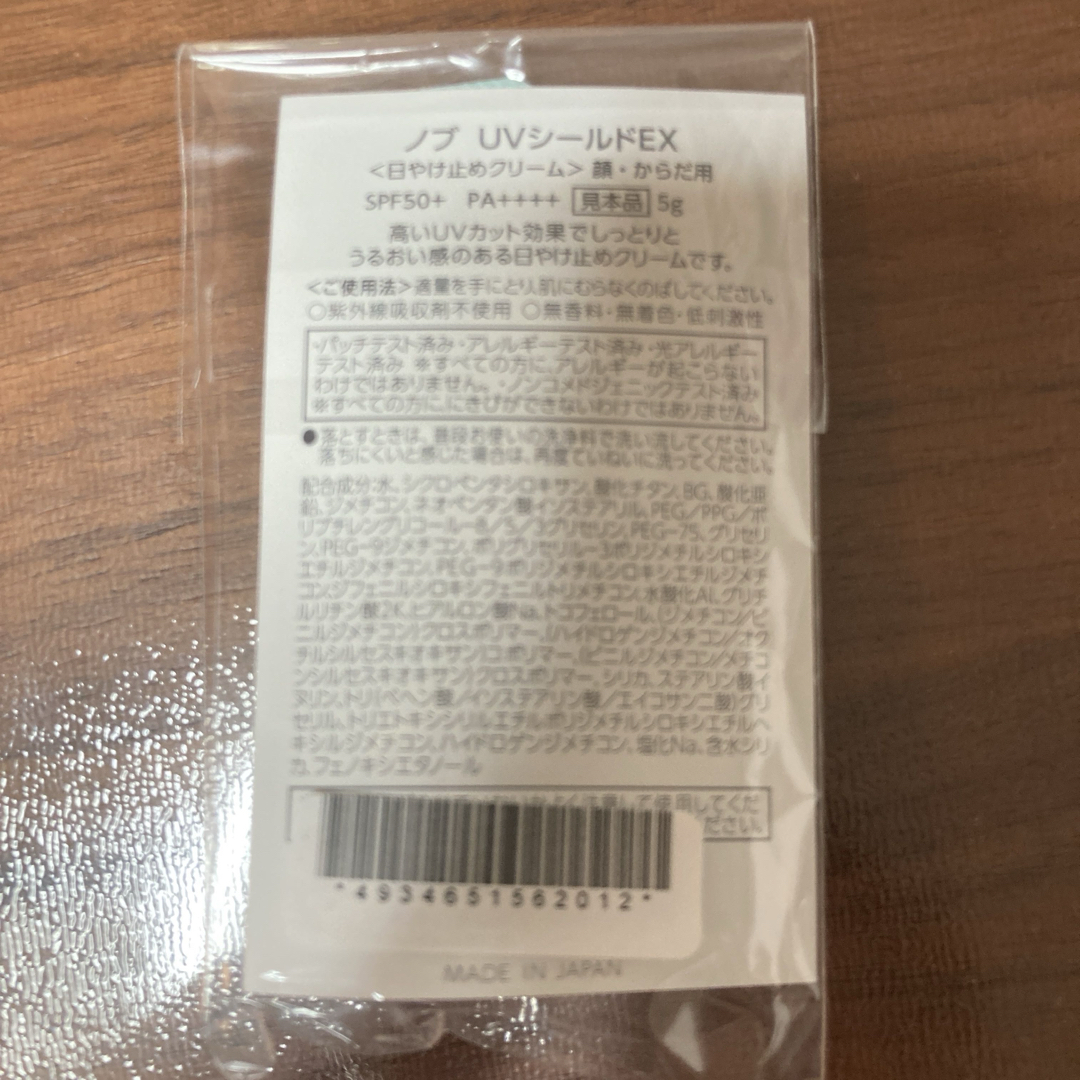 ノブ UVシールドEX
<日やけ止めクリーム> 顔・からだ用
SPF50+ PA++++ 見本品 5g
高いUVカット効果でしっとりと
うるおい感のある日やけ止めクリームです。
<ご使用法>適量を手にとり、肌にむらなくのばしてください。
○紫外線吸収剤不使用 ○無香料・無着色・低刺激性
・パッチテスト済み・アレルギーテスト済み・光アレルギー
テスト済み ※すべての方に、アレルギーが起こらない
わけではありません。・ノンコメドジェニックテスト済み
※すべての方に、にきびができないわけではありません。
●落とすときは、普段お使いの洗浄料で洗い流してください。
落ちにくいと感じた場合は、再度ていねいに洗ってください。
配合成分:水、シクロペンタシロキサン、酸化チタン、BG、酸化亜
鉛、ジメチコン、ネオペンタン酸イソステアリル、PEG/PPG/ポ
リブチレングリコール-8/5/3グリセリン、PEG-75、グリセリ
ン、PEG-9ジメチコン、ポリグリセリル-3ポリジメチルシロキシ
エチルジメチコン、PEG-9ポリジメチルシロキシエチルジメチ
コン、ジフェニルシロキシフェニルトリメチコン、水酸化Al、グリチ
ルリチン酸2K、ヒアルロン酸Na、トコフェロール、(ジメチコン/ビ
ニルジメチコン)クロスポリマー、(ハイドロゲンジメチコン/オク
チルシルセスキオキサン)コポリマー、(ビニルジメチコン/メチコ
ンシルセスキオキサン)クロスポリマー、シリカ、ステアリン酸イ
ヌリン、トリ(ベヘン酸/イソステアリン酸/エイコサン二酸)グリ
セリル、トリエトキシシリルエチルポリジメチルシロキシエチルヘ
キシルジメチコン、ハイドロゲンジメチコン、塩化Na、含水シリ
カ、フェノキシエタノール
注意して使用してくだ
ださい。
*4934651562012*
MADE IN JAPAN